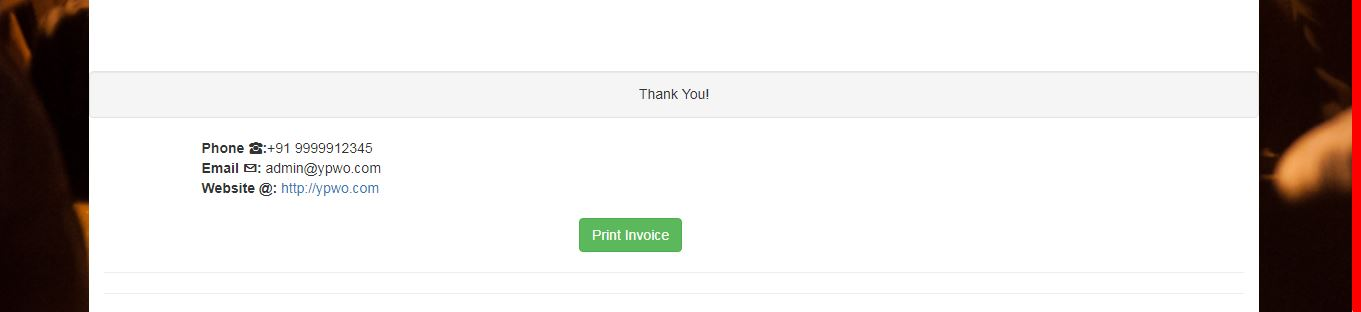 Thank You!
Phone ☎:+91 9999912345
Email ✉: admin@ypwo.com
Website @: http://ypwo.com
Print Invoice